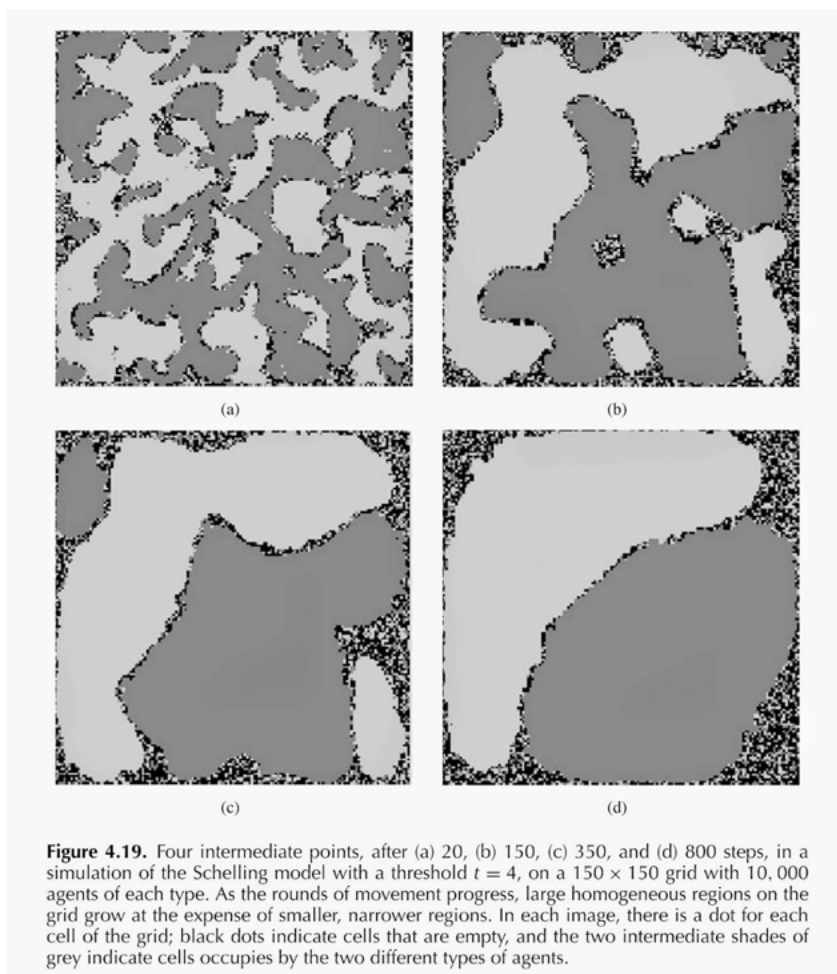 (a)
(b)
(c)
(d)
Figure 4.19. Four intermediate points, after (a) 20, (b) 150, (c) 350, and (d) 800 steps, in a
simulation of the Schelling model with a threshold t = 4, on a 150 × 150 grid with 10, 000
agents of each type. As the rounds of movement progress, large homogeneous regions on the
grid grow at the expense of smaller, narrower regions. In each image, there is a dot for each
cell of the grid; black dots indicate cells that are empty, and the two intermediate shades of
grey indicate cells occupies by the two different types of agents.